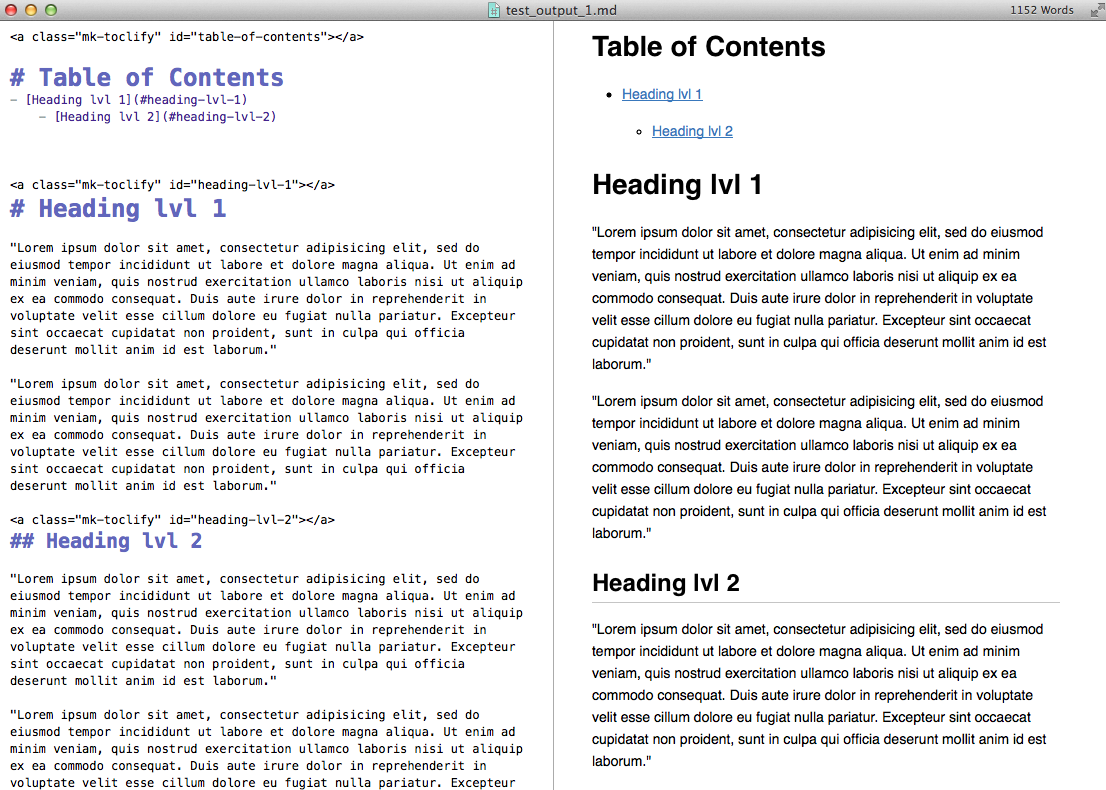 test_output_1.md
1152 Words
<a class="mk-toclify" id="table-of-contents"></a>
# Table of Contents
– [Heading lvl 1](#heading-lvl-1)
– [Heading lvl 2](#heading-lvl-2)
<a class="mk-toclify" id="heading-lvl-1"></a>
# Heading lvl 1
"Lorem ipsum dolor sit amet, consectetur adipisicing elit, sed do
eiusmod tempor incididunt ut labore et dolore magna aliqua. Ut enim ad
minim veniam, quis nostrud exercitation ullamco laboris nisi ut aliquip
ex ea commodo consequat. Duis aute irure dolor in reprehenderit in
voluptate velit esse cillum dolore eu fugiat nulla pariatur. Excepteur
sint occaecat cupidatat non proident, sunt in culpa qui officia
deserunt mollit anim id est laborum."
"Lorem ipsum dolor sit amet, consectetur adipisicing elit, sed do
eiusmod tempor incididunt ut labore et dolore magna aliqua. Ut enim ad
minim veniam, quis nostrud exercitation ullamco laboris nisi ut aliquip
ex ea commodo consequat. Duis aute irure dolor in reprehenderit in
voluptate velit esse cillum dolore eu fugiat nulla pariatur. Excepteur
sint occaecat cupidatat non proident, sunt in culpa qui officia
deserunt mollit anim id est laborum."
<a class="mk-toclify" id="heading-lvl-2"></a>
## Heading lvl 2
"Lorem ipsum dolor sit amet, consectetur adipisicing elit, sed do
eiusmod tempor incididunt ut labore et dolore magna aliqua. Ut enim ad
minim veniam, quis nostrud exercitation ullamco laboris nisi ut aliquip
ex ea commodo consequat. Duis aute irure dolor in reprehenderit in
voluptate velit esse cillum dolore eu fugiat nulla pariatur. Excepteur
sint occaecat cupidatat non proident, sunt in culpa qui officia
deserunt mollit anim id est laborum."
"Lorem ipsum dolor sit amet, consectetur adipisicing elit, sed do
eiusmod tempor incididunt ut labore et dolore magna aliqua. Ut enim ad
minim veniam, quis nostrud exercitation ullamco laboris nisi ut aliquip
ex ea commodo consequat. Duis aute irure dolor in reprehenderit in
voluptate velit esse cillum dolore eu fugiat nulla pariatur. Excepteur
Table of Contents
Heading lvl 1
Heading lvl 2
Heading lvl 1
"Lorem ipsum dolor sit amet, consectetur adipisicing elit, sed do eiusmod
tempor incididunt ut labore et dolore magna aliqua. Ut enim ad minim
veniam, quis nostrud exercitation ullamco laboris nisi ut aliquip ex ea
commodo consequat. Duis aute irure dolor in reprehenderit in voluptate
velit esse cillum dolore eu fugiat nulla pariatur. Excepteur sint occaecat
cupidatat non proident, sunt in culpa qui officia deserunt mollit anim id est
laborum."
"Lorem ipsum dolor sit amet, consectetur adipisicing elit, sed do eiusmod
tempor incididunt ut labore et dolore magna aliqua. Ut enim ad minim
veniam, quis nostrud exercitation ullamco laboris nisi ut aliquip ex ea
commodo consequat. Duis aute irure dolor in reprehenderit in voluptate
velit esse cillum dolore eu fugiat nulla pariatur. Excepteur sint occaecat
cupidatat non proident, sunt in culpa qui officia deserunt mollit anim id est
laborum."
Heading lvl 2
"Lorem ipsum dolor sit amet, consectetur adipisicing elit, sed do eiusmod
tempor incididunt ut labore et dolore magna aliqua. Ut enim ad minim
veniam, quis nostrud exercitation ullamco laboris nisi ut aliquip ex ea
commodo consequat. Duis aute irure dolor in reprehenderit in voluptate
velit esse cillum dolore eu fugiat nulla pariatur. Excepteur sint occaecat
cupidatat non proident, sunt in culpa qui officia deserunt mollit anim id est
laborum."